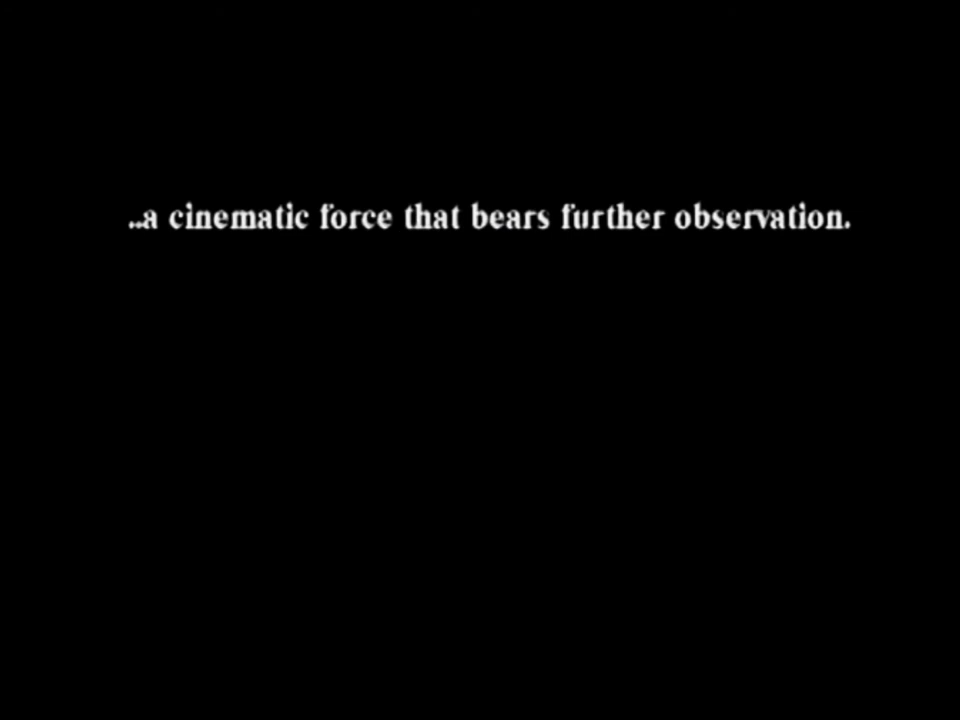 ..a cinematic force that bears further observation.